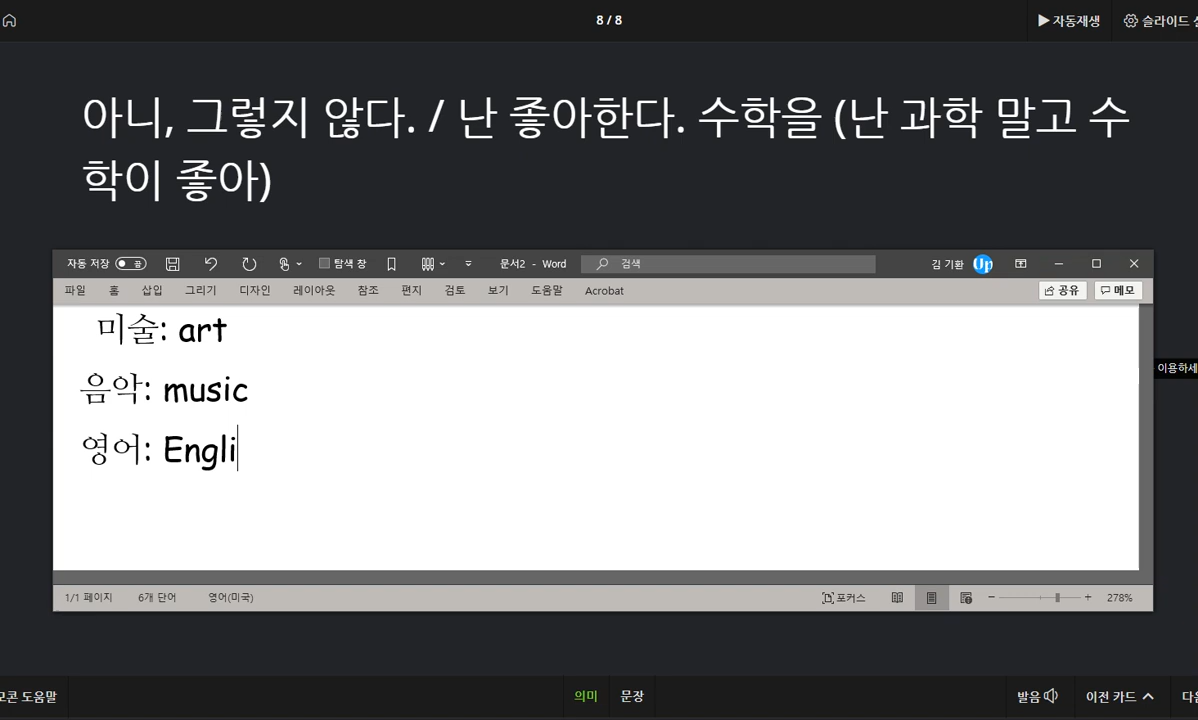 8 / 8
자동재생
슬라이드
아니, 그렇지 않다. / 난 좋아한다. 수학을 (난 과학 말고 수
학이 좋아)
자동 저장 끔 탐색 창 문서2 - Word 검색 김 기환 Up
파일 홈 삽입 그리기 디자인 레이아웃 참조 편지 검토 보기 도움말 Acrobat 공유 메모
미술: art
음악: music
영어: Engli
이용하세
1/1 페이지 6개 단어 영어(미국) 포커스 278%
도움말 의미 문장 발음 이전 카드